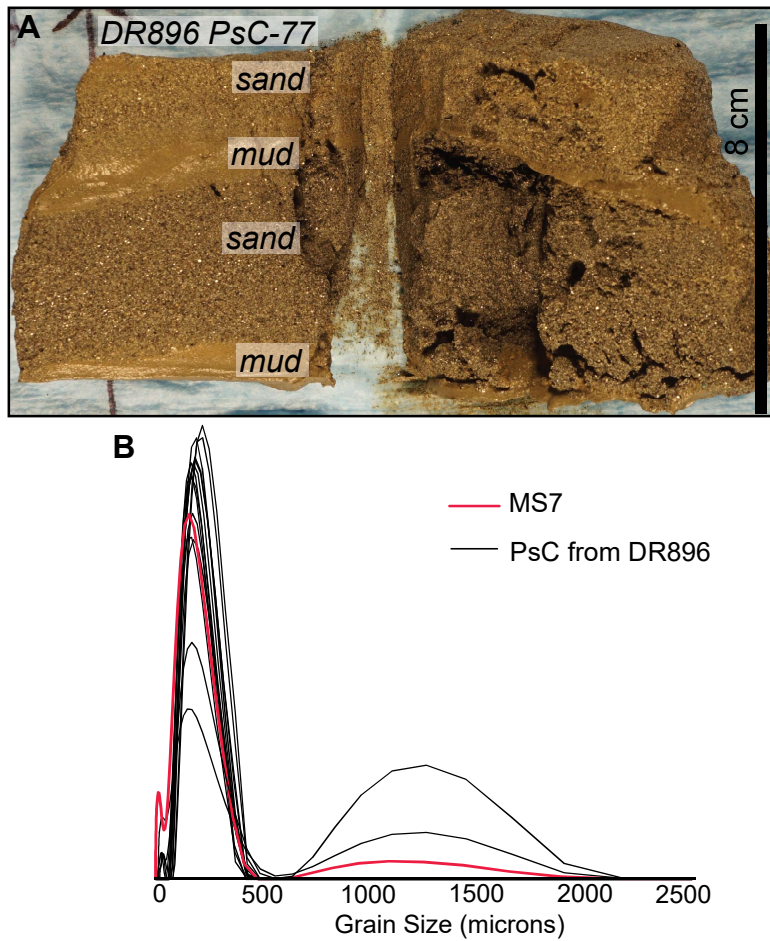 A
DR896 PsC-77
sand
mud
sand
mud
8 cm
B
MS7
PsC from DR896
0 500 1000 1500 2000 2500
Grain Size (microns)